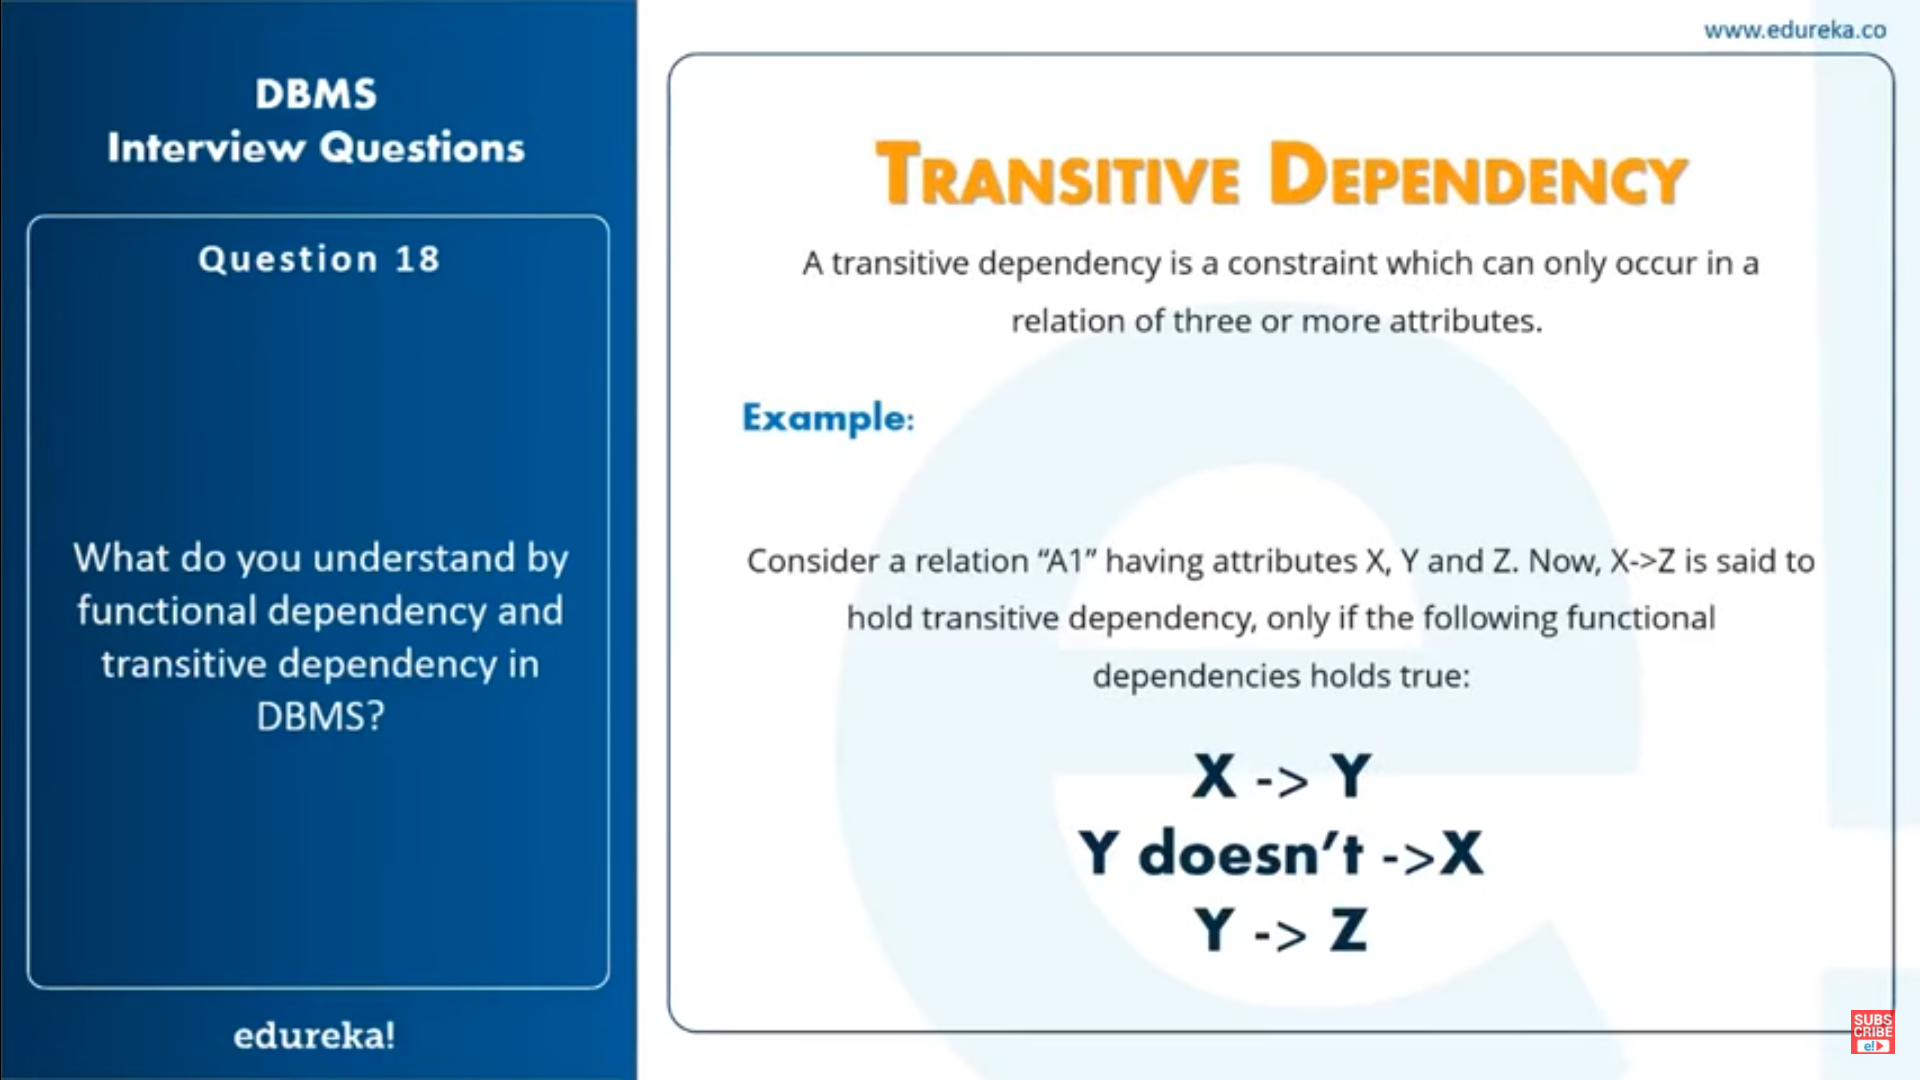 DBMS
Interview Questions
Question 18
What do you understand by
functional dependency and
transitive dependency in
DBMS?
edureka!
www.edureka.co
TRANSITIVE DEPENDENCY
A transitive dependency is a constraint which can only occur in a
relation of three or more attributes.
Example:
Consider a relation “A1” having attributes X, Y and Z. Now, X->Z is said to
hold transitive dependency, only if the following functional
dependencies holds true:
X -> Y
Y doesn’t ->X
Y -> Z
SUBS
CRIBE
e!